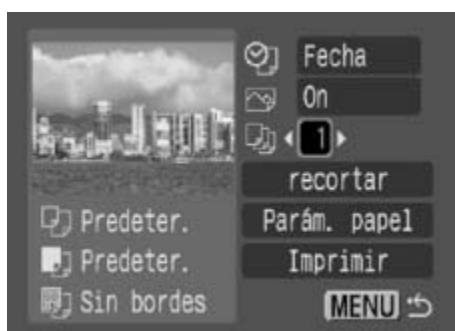 Fecha
On
1
recortar
Predeter.
Parám. papel
Predeter.
Imprimir
Sin bordes
MENU